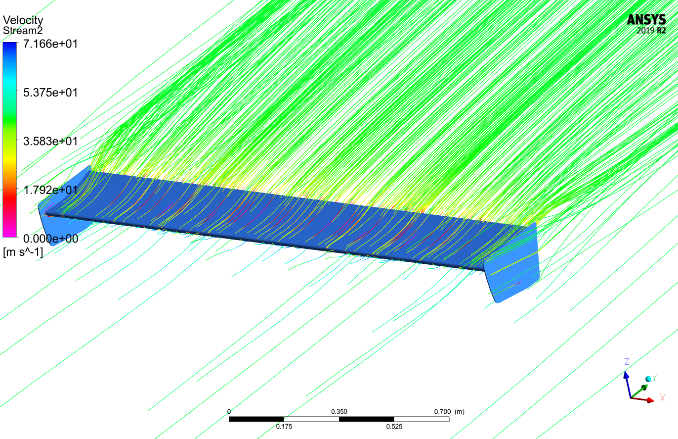 Velocity
Stream2
7.166e+01
5.375e+01
3.583e+01
1.792e+01
0.000e+00
[m s^-1]
ANSYS
2019 R2
0 0.350 0.700 (m)
0.175 0.525
Z
Y
X